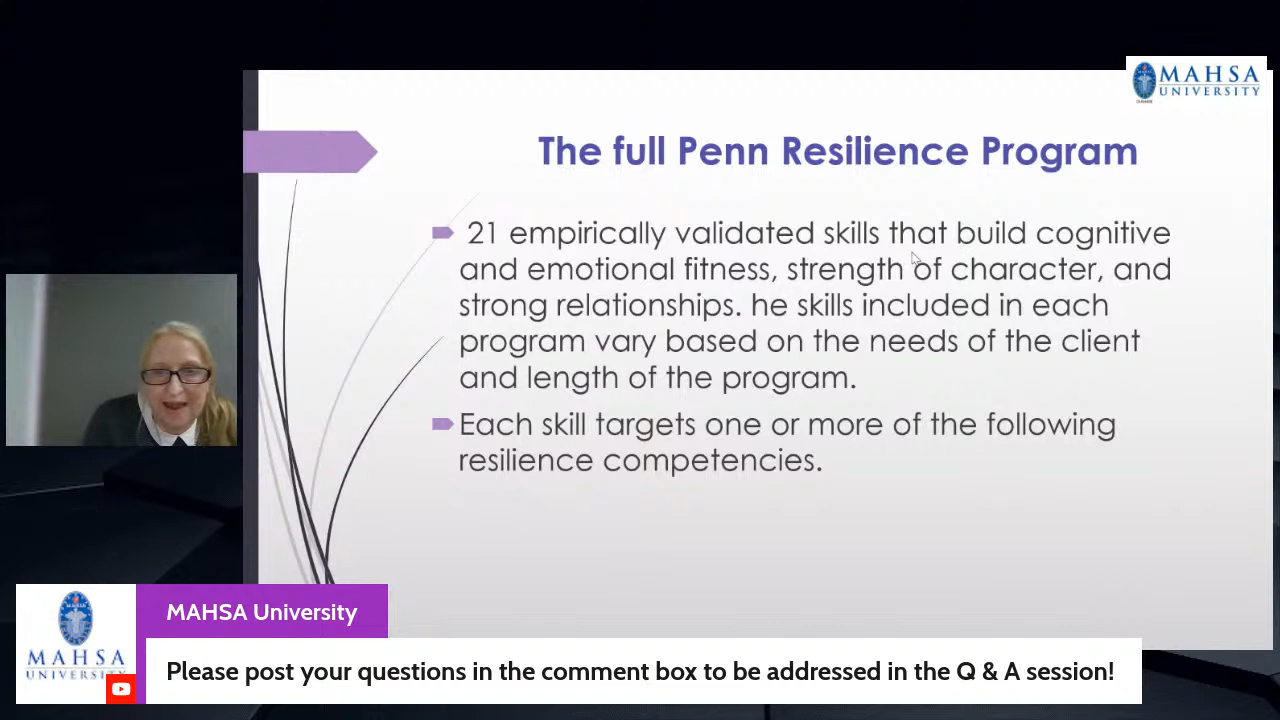 MAHSA
UNIVERSITY
The full Penn Resilience Program
21 empirically validated skills that build cognitive
and emotional fitness, strength of character, and
strong relationships. he skills included in each
program vary based on the needs of the client
and length of the program.
Each skill targets one or more of the following
resilience competencies.
MAHSA University
MAHSA
UNIVERSITY
Please post your questions in the comment box to be addressed in the Q & A session!